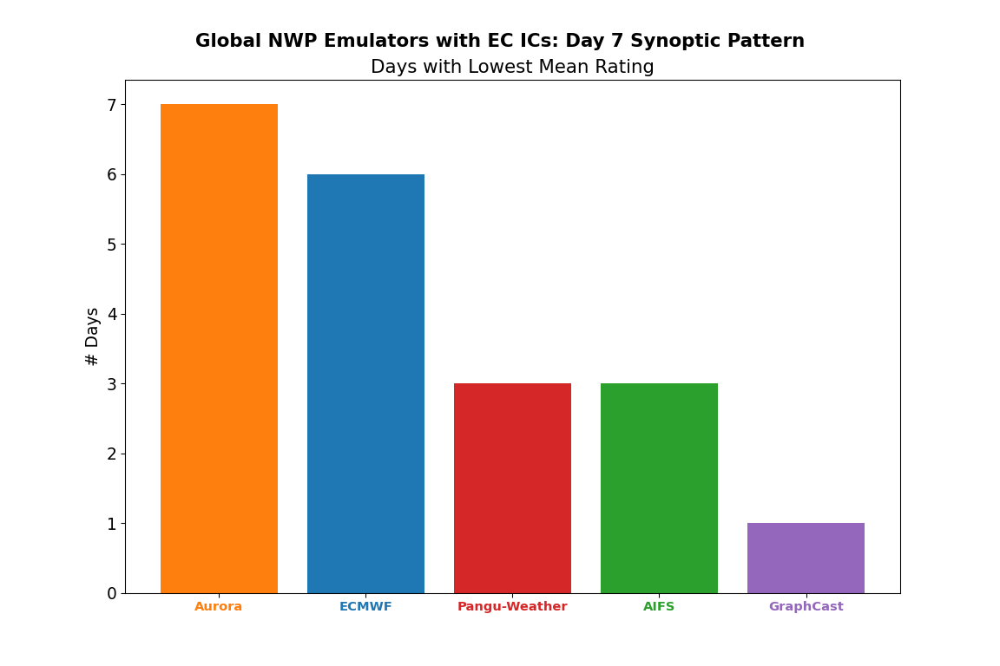 Global NWP Emulators with EC ICs: Day 7 Synoptic Pattern
Days with Lowest Mean Rating
# Days
7
6
5
4
3
2
1
0
Aurora ECMWF Pangu-Weather AIFS GraphCast